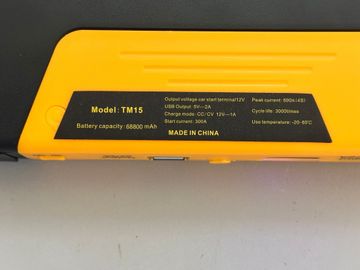 Model: TM15
Battery capacity: 68800 mAh
Output voltage car start terminal/12V
USB Output: 5V—2A
Charge mode: CC/CV 12V—1A
Start current: 300A
MADE IN CHINA
Peak current: 600A(4S)
Cycle life: 3000times
Use temperature: -20-60℃